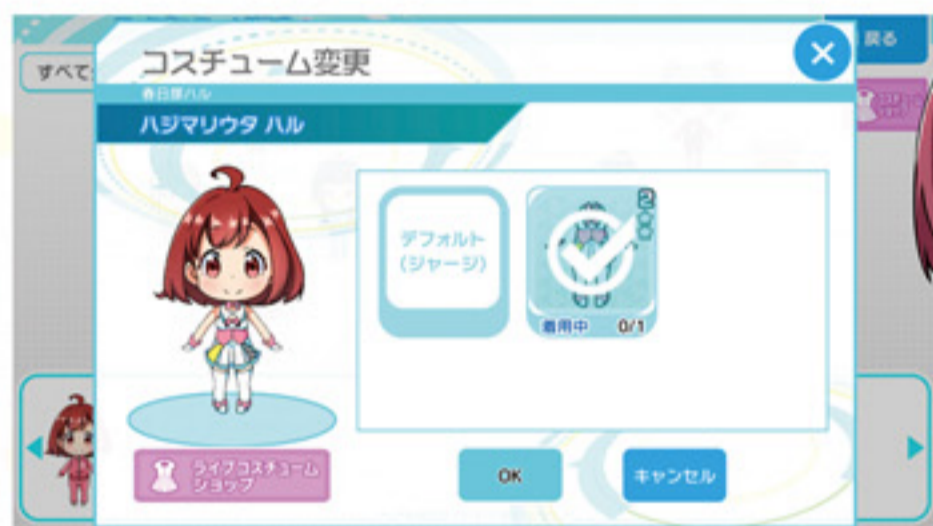 コスチューム変更
戻る
すべて
春日部ハル
ハジマリウタ ハル
デフォルト
(ジャージ)
2
着用中 0/1
ライブコスチューム
ショップ
OK
キャンセル